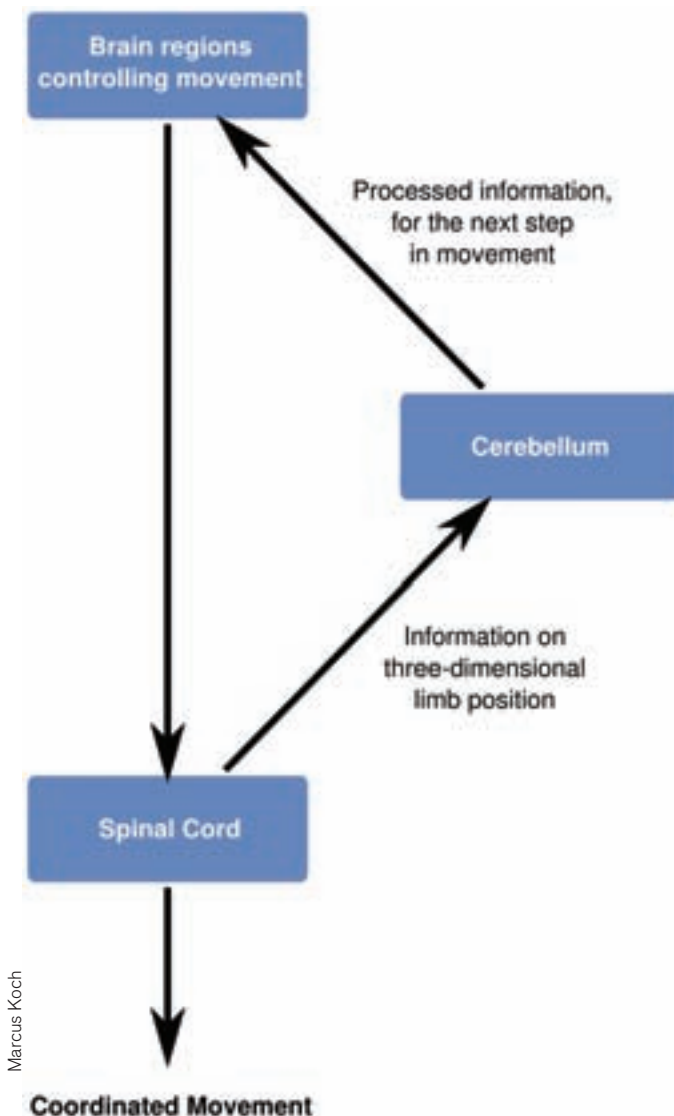 Brain regions
controlling movement
Processed information,
for the next step
in movement
Cerebellum
Information on
three-dimensional
limb position
Spinal Cord
Marcus Koch
Coordinated Movement